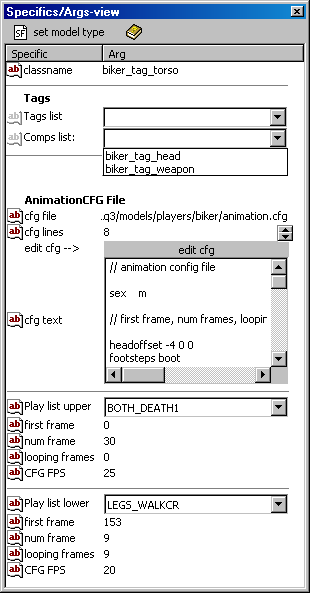 Specifics/Args-view
SF set model type
Specific Arg
ab classname biker_tag_torso
Tags
ab Tags list
ab Comps list:
biker_tag_head
biker_tag_weapon
AnimationCFG File
ab cfg file .q3/models/players/biker/animation.cfg
ab cfg lines 8
edit cfg --> edit cfg
// animation config file
sex m
// first frame, num frames, loopir
ab cfg text
headoffset -4 0 0
footsteps boot
ab Play list upper BOTH_DEATH1
ab first frame 0
ab num frame 30
ab looping frames 0
ab CFG FPS 25
ab Play list lower LEGS_WALKCR
ab first frame 153
ab num frame 9
ab looping frames 9
ab CFG FPS 20